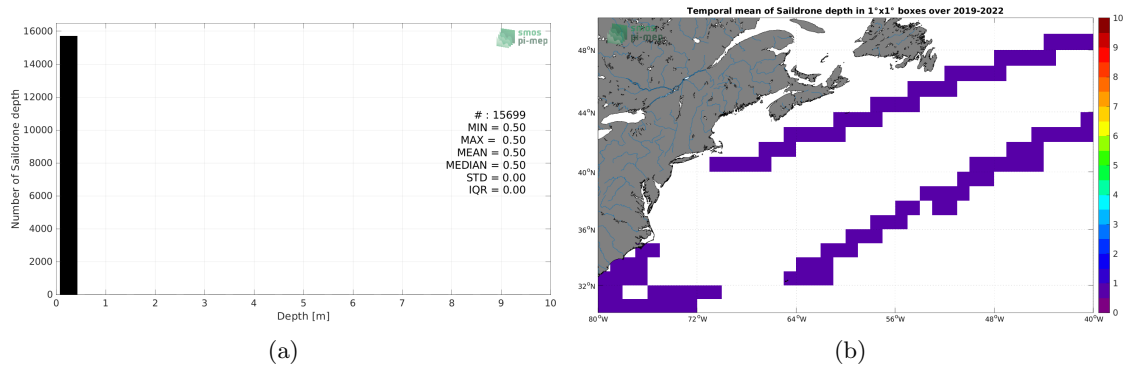 Temporal mean of Saildrone depth in 1°x1° boxes over 2019-2022
16000
14000
12000
10000
8000
6000
4000
2000
0
Number of Saildrone depth
smos
pi-mep
# : 15699
MIN = 0.50
MAX = 0.50
MEAN = 0.50
MEDIAN = 0.50
STD = 0.00
IQR = 0.00
0 1 2 3 4 5 6 7 8 9 10
Depth [m]
(a)
smos
pi-mep
48°N
44°N
40°N
36°N
32°N
80°W 72°W 64°W 56°W 48°W 40°W
10
9
8
7
6
5
4
3
2
1
0
(b)